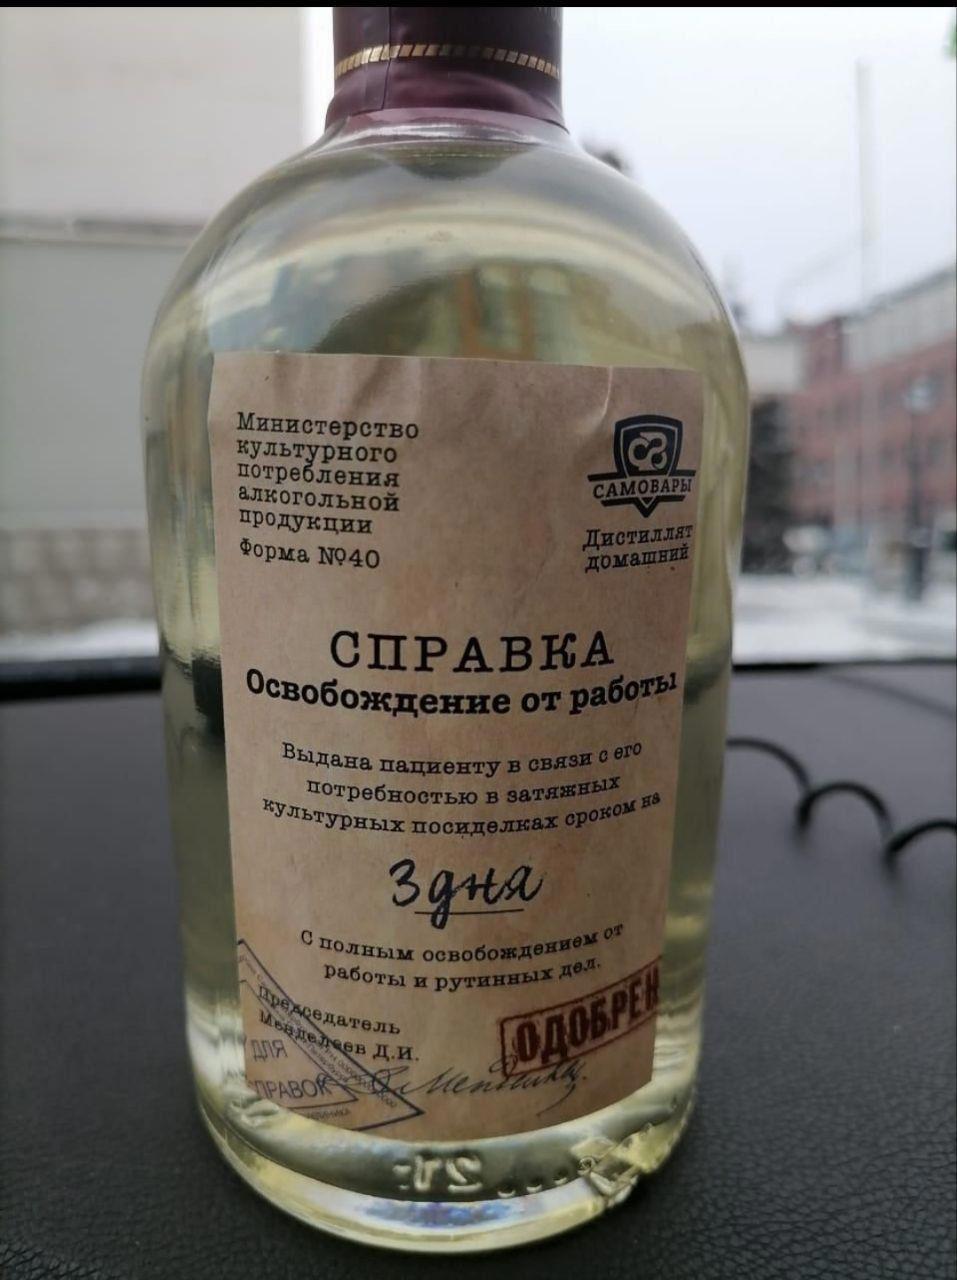 Министерство
культурного
потребления
алкогольной
продукции
Форма №40
САМОВАРЫ
Дистиллят
домашний
СПРАВКА
Освобождение от работы
Выдана пациенту в связи с его
потребностью в затяжных
культурных посиделках сроком на
3 дня
С полным освобождением от
работы и рутинных дел.
Председатель
Менделеев Д.И.
ОДОБРЕН
ДЛЯ
СПРАВОК